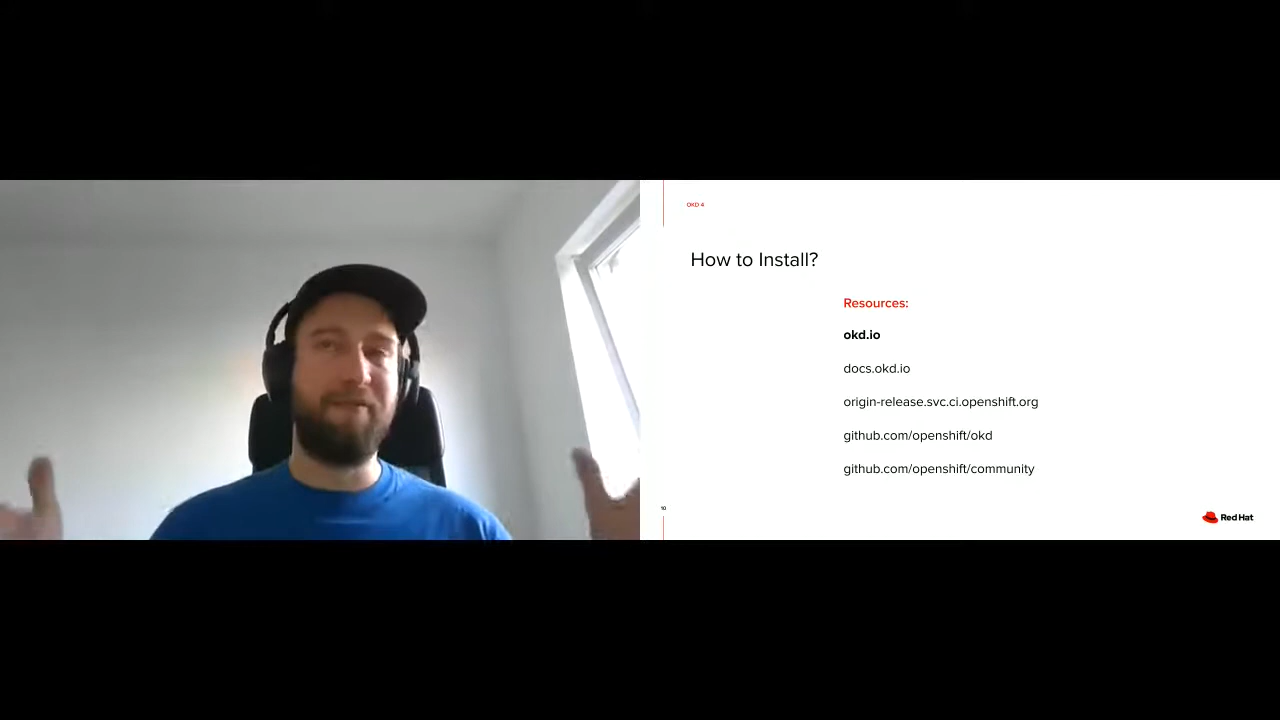 OKD 4
How to Install?
Resources:
okd.io
docs.okd.io
origin-release.svc.ci.openshift.org
github.com/openshift/okd
github.com/openshift/community
10
Red Hat